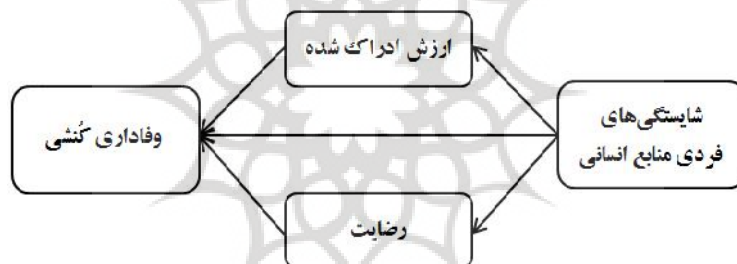 ارزش ادراک شده
شایستگی‌های
فردی منابع انسانی
وفاداری کُنشی
رضایت